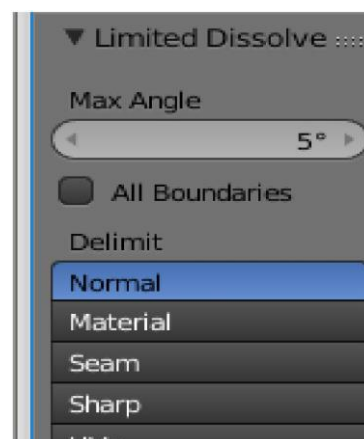 Limited Dissolve
Max Angle
5°
All Boundaries
Delimit
Normal
Material
Seam
Sharp